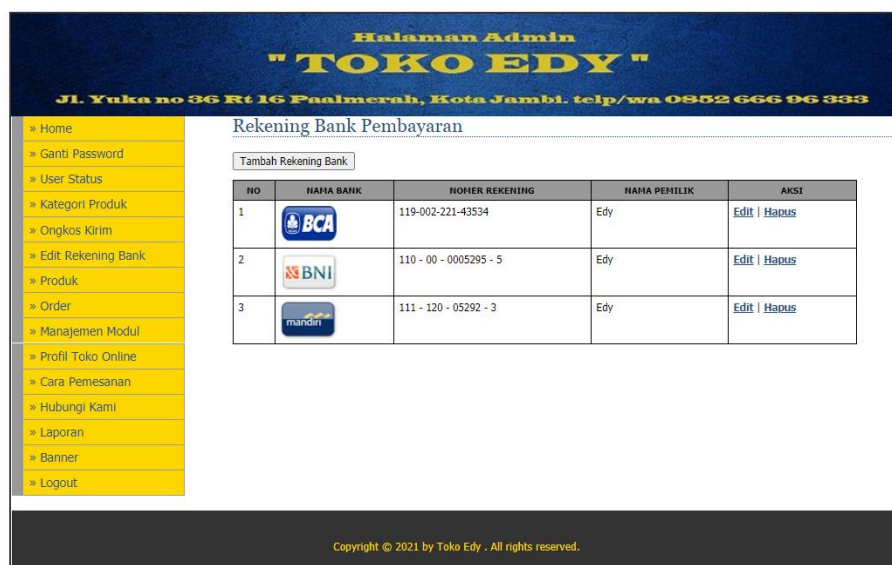 Halaman Admin
" TOKO EDY "
Jl. Yuka no 36 Rt 16 Paalmerah, Kota Jambi. telp/wa 0852 666 96 333
» Home
» Ganti Password
» User Status
» Kategori Produk
» Ongkos Kirim
» Edit Rekening Bank
» Produk
» Order
» Manajemen Modul
» Profil Toko Online
» Cara Pemesanan
» Hubungi Kami
» Laporan
» Banner
» Logout
Rekening Bank Pembayaran
Tambah Rekening Bank
NO NAMA BANK NOMER REKENING NAMA PEMILIK AKSI
1 BCA 119-002-221-43534 Edy Edit | Hapus
2 BNI 110 - 00 - 0005295 - 5 Edy Edit | Hapus
3 mandiri 111 - 120 - 05292 - 3 Edy Edit | Hapus
Copyright © 2021 by Toko Edy . All rights reserved.